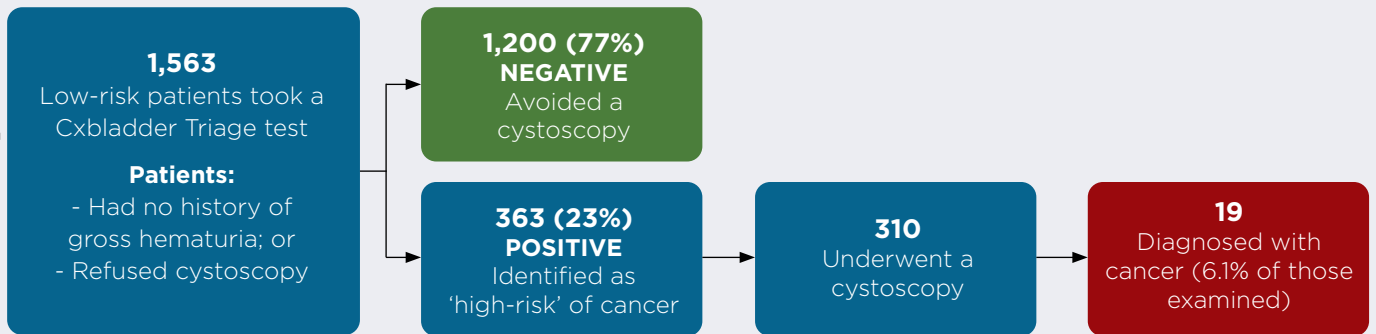 1,563
Low-risk patients took a
Cxbladder Triage test
Patients:
- Had no history of
gross hematuria; or
- Refused cystoscopy
1,200 (77%)
NEGATIVE
Avoided a
cystoscopy
363 (23%)
POSITIVE
Identified as
‘high-risk’ of cancer
310
Underwent a
cystoscopy
19
Diagnosed with
cancer (6.1% of those
examined)